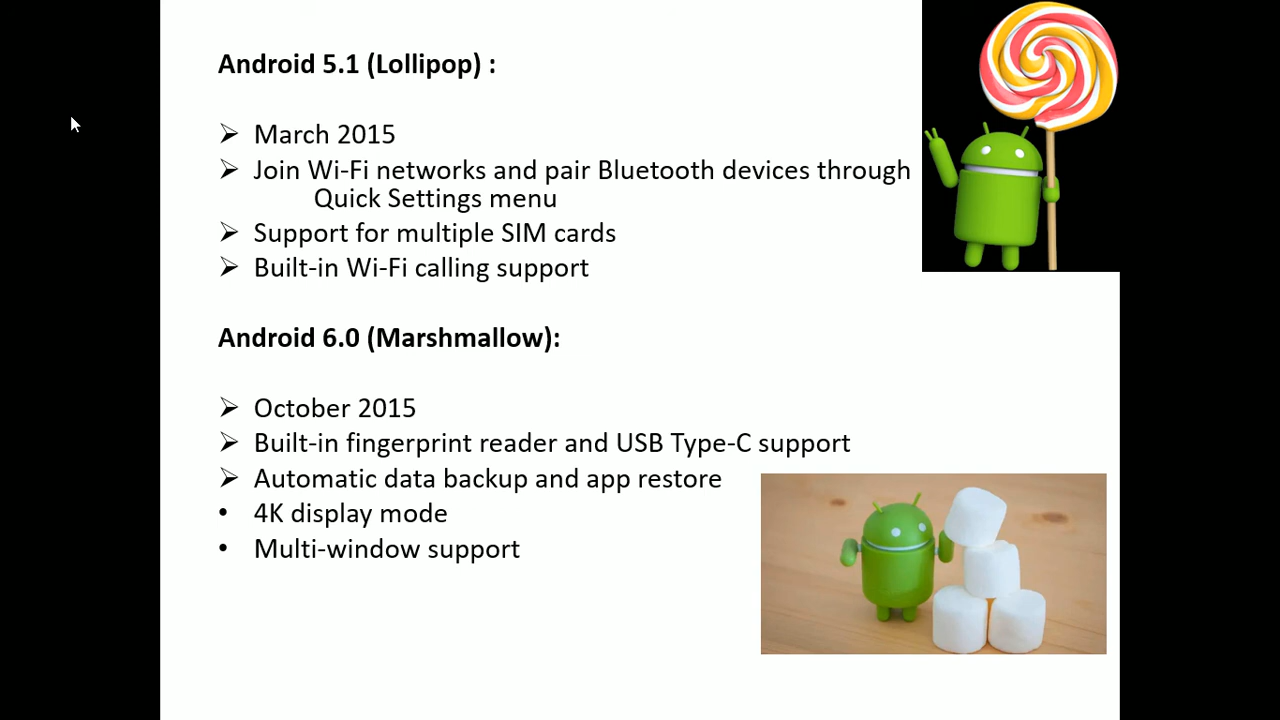 Android 5.1 (Lollipop) :
➢ March 2015
➢ Join Wi-Fi networks and pair Bluetooth devices through
Quick Settings menu
➢ Support for multiple SIM cards
➢ Built-in Wi-Fi calling support
Android 6.0 (Marshmallow):
➢ October 2015
➢ Built-in fingerprint reader and USB Type-C support
➢ Automatic data backup and app restore
• 4K display mode
• Multi-window support